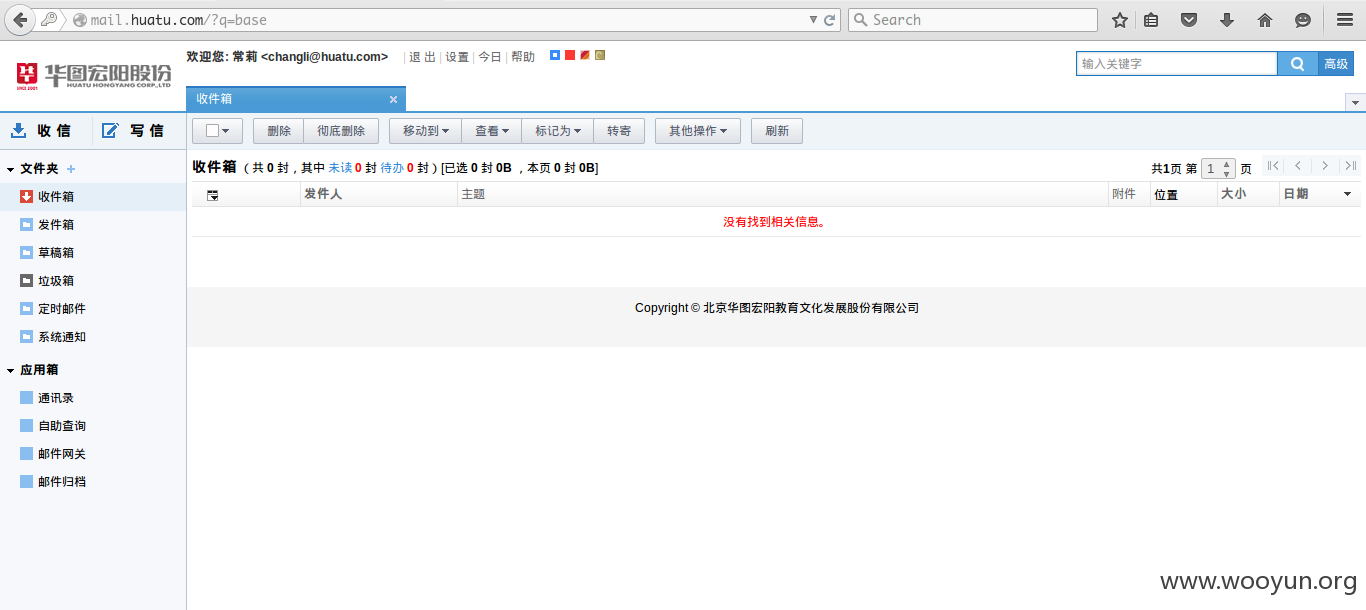 mail.huatu.com/?q=base
Search
华图宏阳股份
HUATU HONGYANG CORP.,LTD
欢迎您: 常莉 <changli@huatu.com> | 退 出 | 设置 | 今日 | 帮助
输入关键字
高级
收件箱 ×
收 信 写 信
删除 彻底删除 移动到 查看 标记为 转寄 其他操作 刷新
文件夹 +
收件箱
发件箱
草稿箱
垃圾箱
定时邮件
系统通知
应用箱
通讯录
自助查询
邮件网关
邮件归档
收件箱 ( 共 0 封，其中 未读 0 封 待办 0 封 ) [已选 0 封 0B ，本页 0 封 0B]
共1页 第 1 页
发件人 主题 附件 位置 大小 日期
没有找到相关信息。
Copyright © 北京华图宏阳教育文化发展股份有限公司
www.wooyun.org